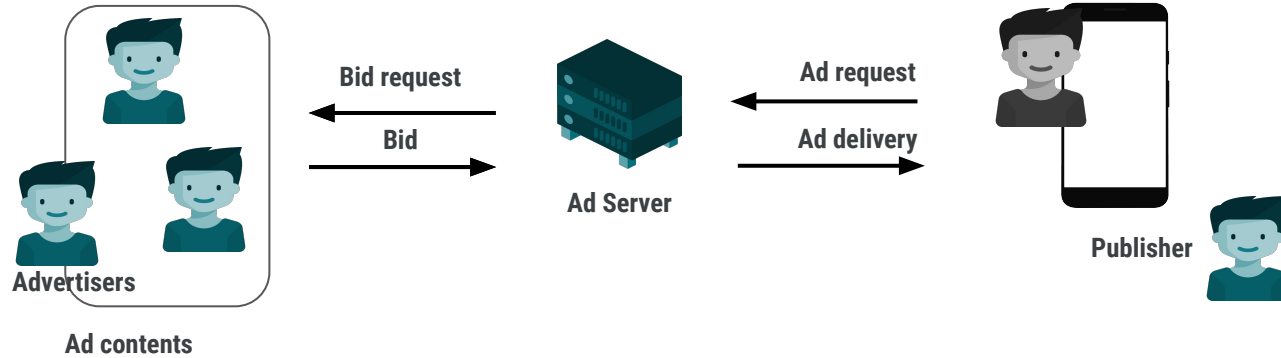 Bid request
Bid
Ad request
Ad delivery
Ad Server
Publisher
Advertisers
Ad contents